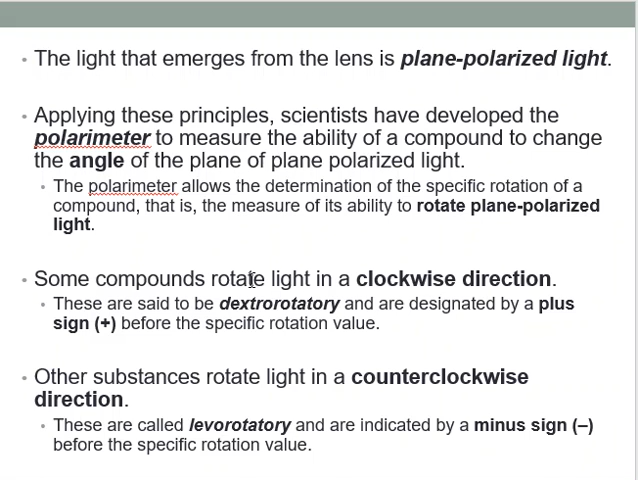 • The light that emerges from the lens is plane-polarized light.
• Applying these principles, scientists have developed the
polarimeter to measure the ability of a compound to change
the angle of the plane of plane polarized light.
• The polarimeter allows the determination of the specific rotation of a
compound, that is, the measure of its ability to rotate plane-polarized
light.
• Some compounds rotate light in a clockwise direction.
• These are said to be dextrorotatory and are designated by a plus
sign (+) before the specific rotation value.
• Other substances rotate light in a counterclockwise
direction.
• These are called levorotatory and are indicated by a minus sign (–)
before the specific rotation value.